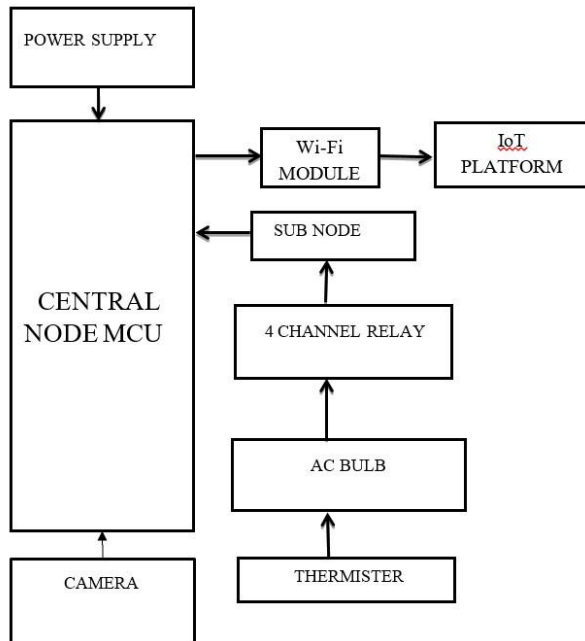 POWER SUPPLY
Wi-Fi
MODULE
IoT
PLATFORM
SUB NODE
CENTRAL
NODE MCU
4 CHANNEL RELAY
AC BULB
THERMISTER
CAMERA